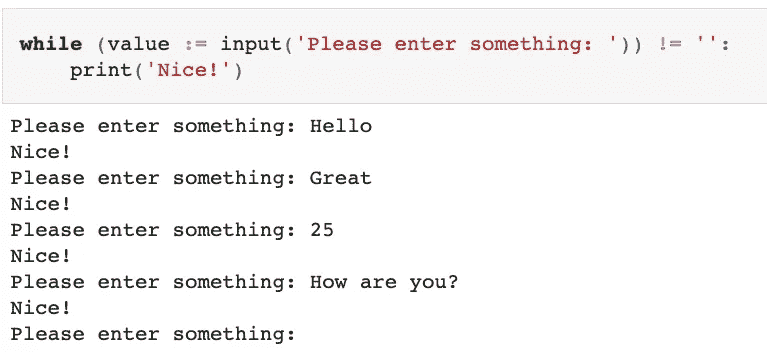 while (value := input('Please enter something: ')) != '':
    print('Nice!')
Please enter something: Hello
Nice!
Please enter something: Great
Nice!
Please enter something: 25
Nice!
Please enter something: How are you?
Nice!
Please enter something: